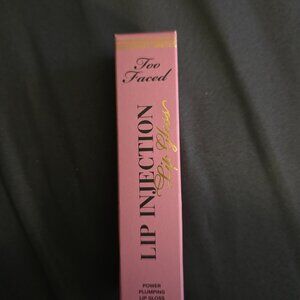 Too
Faced
LIP INJECTION
Lip Gloss
POWER
PLUMPING
LIP GLOSS